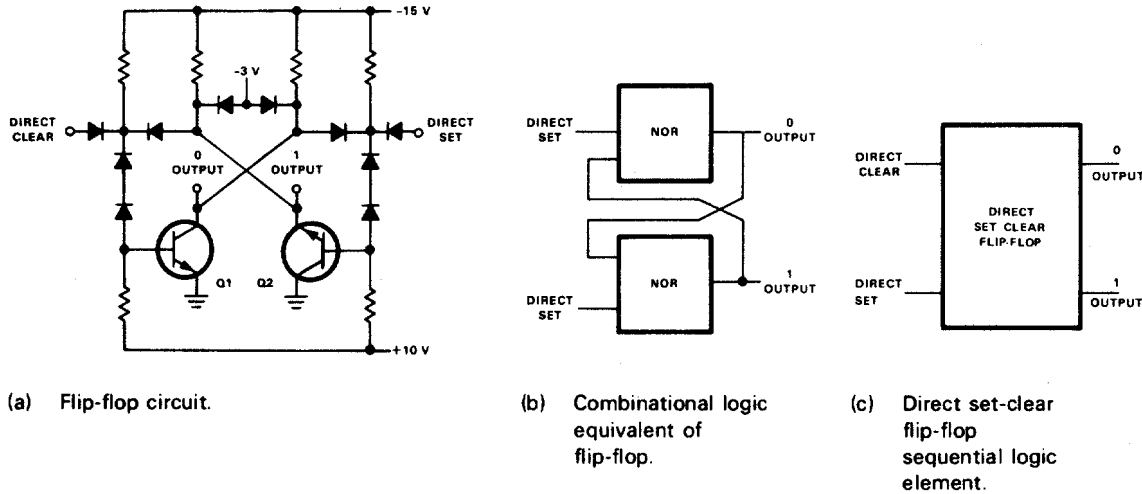 -15 V
-3 V
DIRECT
CLEAR
DIRECT
SET
0
OUTPUT
1
OUTPUT
Q1
Q2
+10 V
(a) Flip-flop circuit.
DIRECT
SET
NOR
0
OUTPUT
DIRECT
SET
NOR
1
OUTPUT
(b) Combinational logic
equivalent of
flip-flop.
DIRECT
CLEAR
DIRECT
SET
DIRECT
SET CLEAR
FLIP-FLOP
0
OUTPUT
1
OUTPUT
(c) Direct set-clear
flip-flop
sequential logic
element.